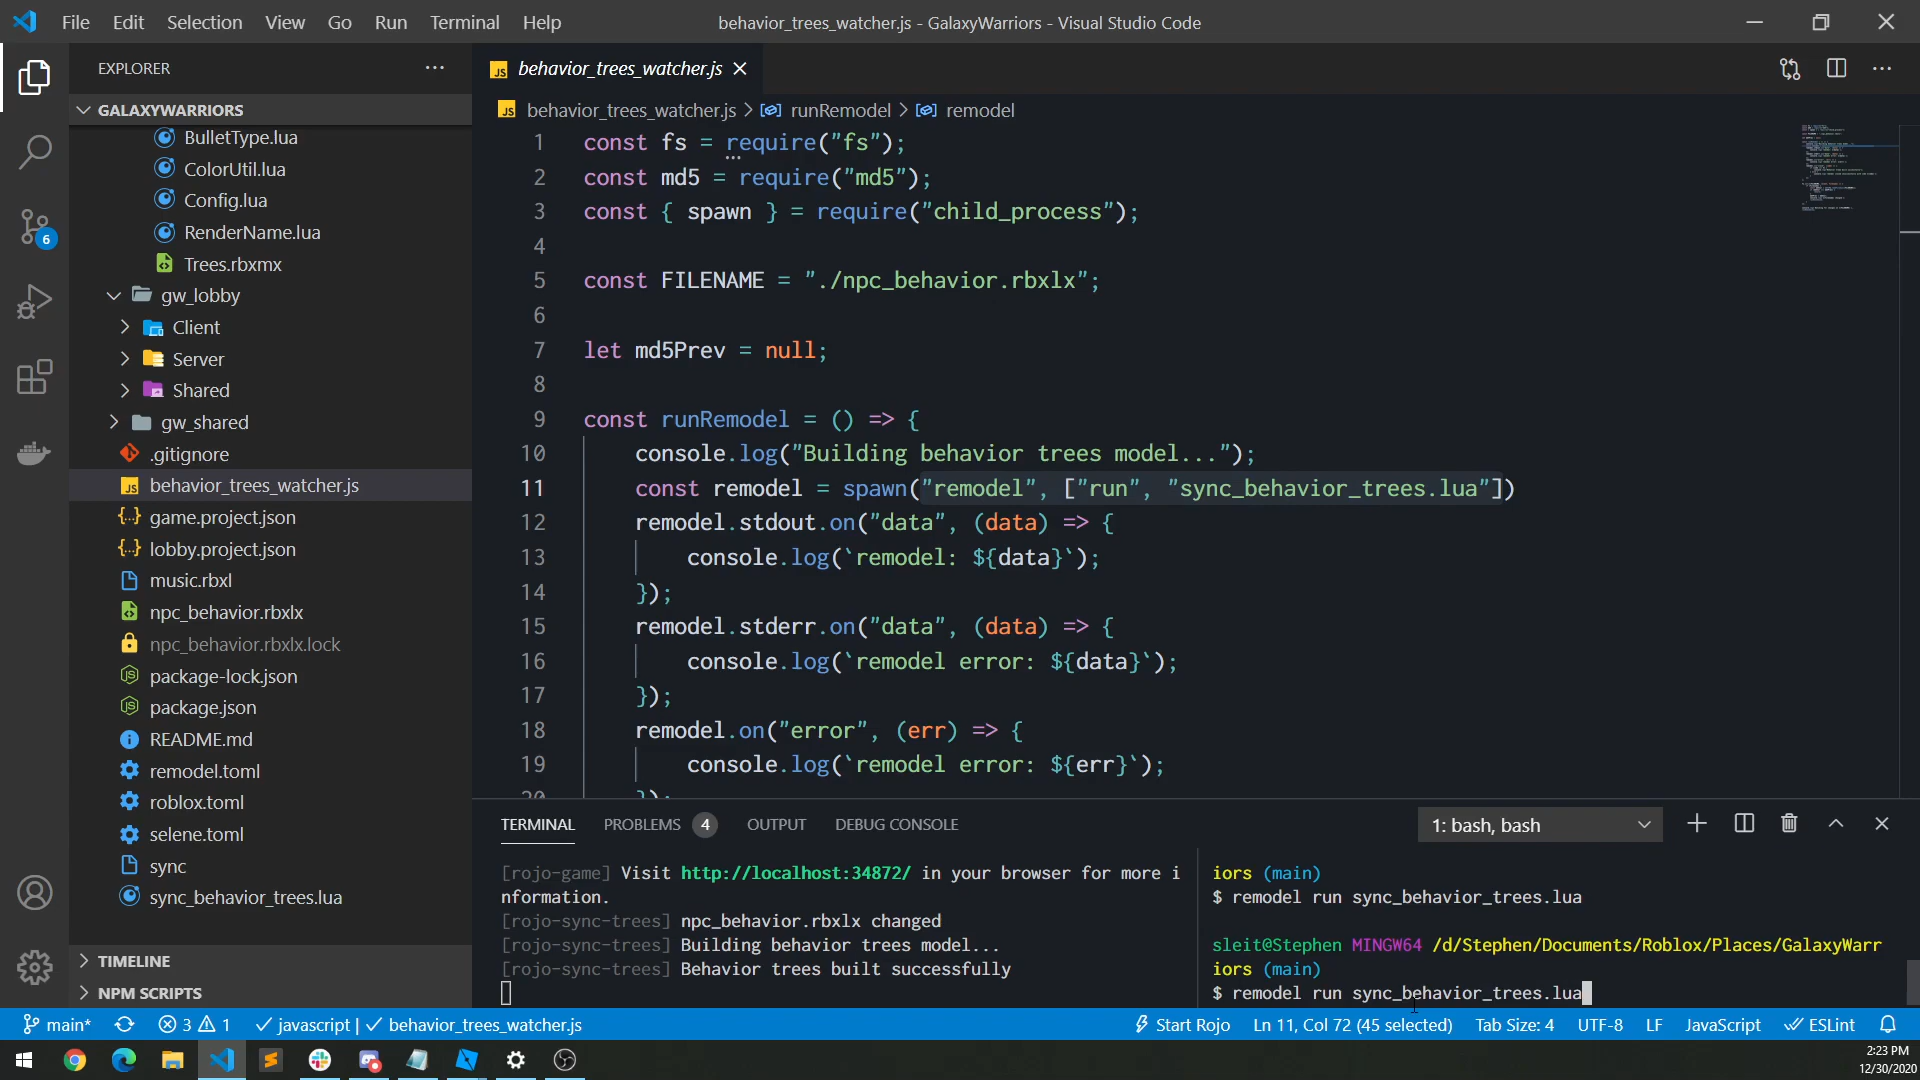 File Edit Selection View Go Run Terminal Help
behavior_trees_watcher.js - GalaxyWarriors - Visual Studio Code
EXPLORER
GALAXYWARRIORS
BulletType.lua
ColorUtil.lua
Config.lua
RenderName.lua
Trees.rbxmx
gw_lobby
Client
Server
Shared
gw_shared
.gitignore
behavior_trees_watcher.js
game.project.json
lobby.project.json
music.rbxl
npc_behavior.rbxlx
npc_behavior.rbxlx.lock
package-lock.json
package.json
README.md
remodel.toml
roblox.toml
selene.toml
sync
sync_behavior_trees.lua
TIMELINE
NPM SCRIPTS
6
JS behavior_trees_watcher.js
JS behavior_trees_watcher.js > runRemodel > remodel
1 const fs = require("fs");
2 const md5 = require("md5");
3 const { spawn } = require("child_process");
4
5 const FILENAME = "./npc_behavior.rbxlx";
6
7 let md5Prev = null;
8
9 const runRemodel = () => {
10 console.log("Building behavior trees model...");
11 const remodel = spawn("remodel", ["run", "sync_behavior_trees.lua"])
12 remodel.stdout.on("data", (data) => {
13 console.log(`remodel: ${data}`);
14 });
15 remodel.stderr.on("data", (data) => {
16 console.log(`remodel error: ${data}`);
17 });
18 remodel.on("error", (err) => {
19 console.log(`remodel error: ${err}`);
20 });
TERMINAL PROBLEMS 4 OUTPUT DEBUG CONSOLE
1: bash, bash
[rojo-game] Visit http://localhost:34872/ in your browser for more i
nformation.
[rojo-sync-trees] npc_behavior.rbxlx changed
[rojo-sync-trees] Building behavior trees model...
[rojo-sync-trees] Behavior trees built successfully
iors (main)
$ remodel run sync_behavior_trees.lua
sleit@Stephen MINGW64 /d/Stephen/Documents/Roblox/Places/GalaxyWarr
iors (main)
$ remodel run sync_behavior_trees.lua
main* 3 1 javascript | behavior_trees_watcher.js
Start Rojo Ln 11, Col 72 (45 selected) Tab Size: 4 UTF-8 LF JavaScript ESLint
2:23 PM
12/30/2020